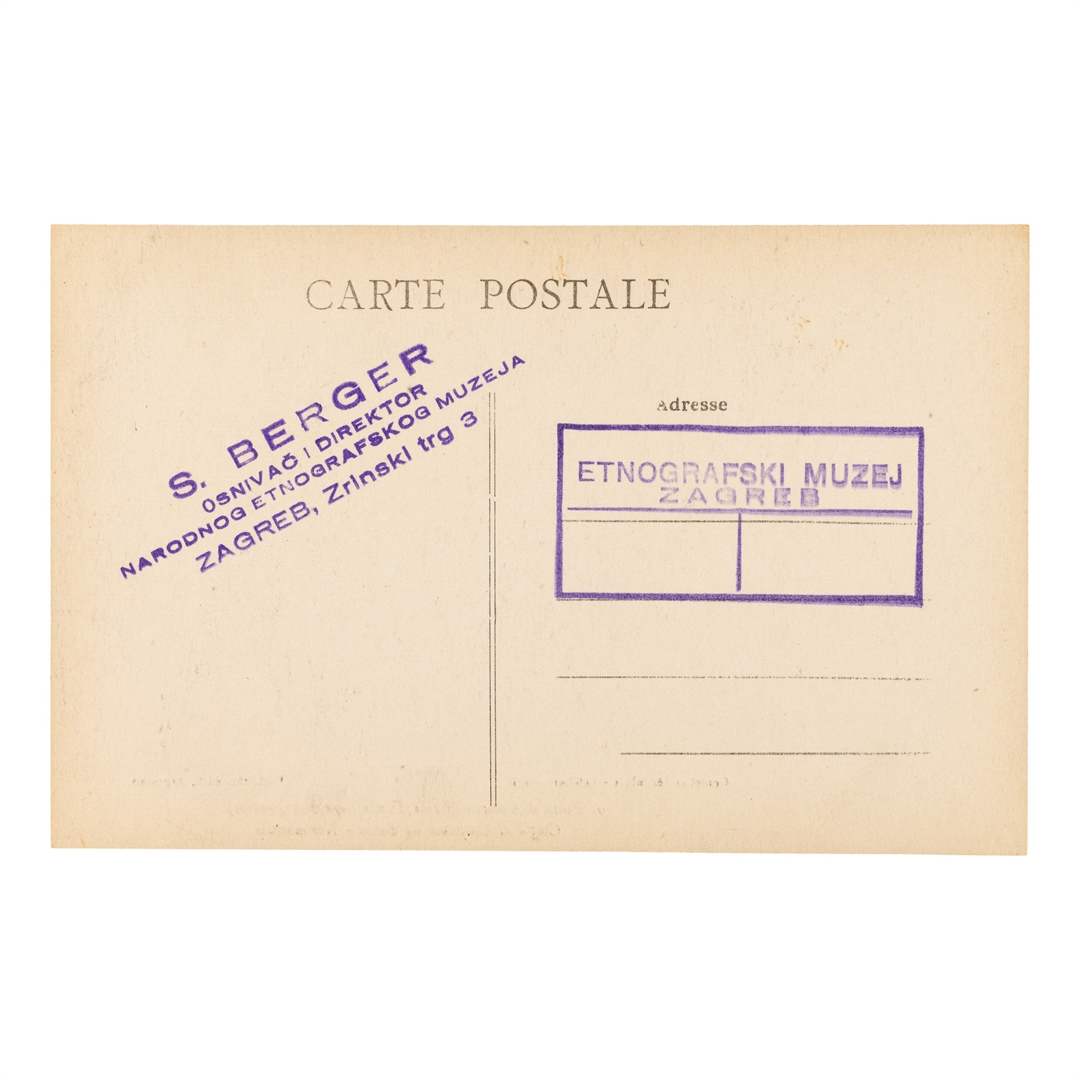 CARTE POSTALE
S. BERGER
OSNIVAČ I DIREKTOR
NARODNOG ETNOGRAFSKOG MUZEJA
ZAGREB, Zrinski trg 3
Adresse
ETNOGRAFSKI MUZEJ
ZAGREB